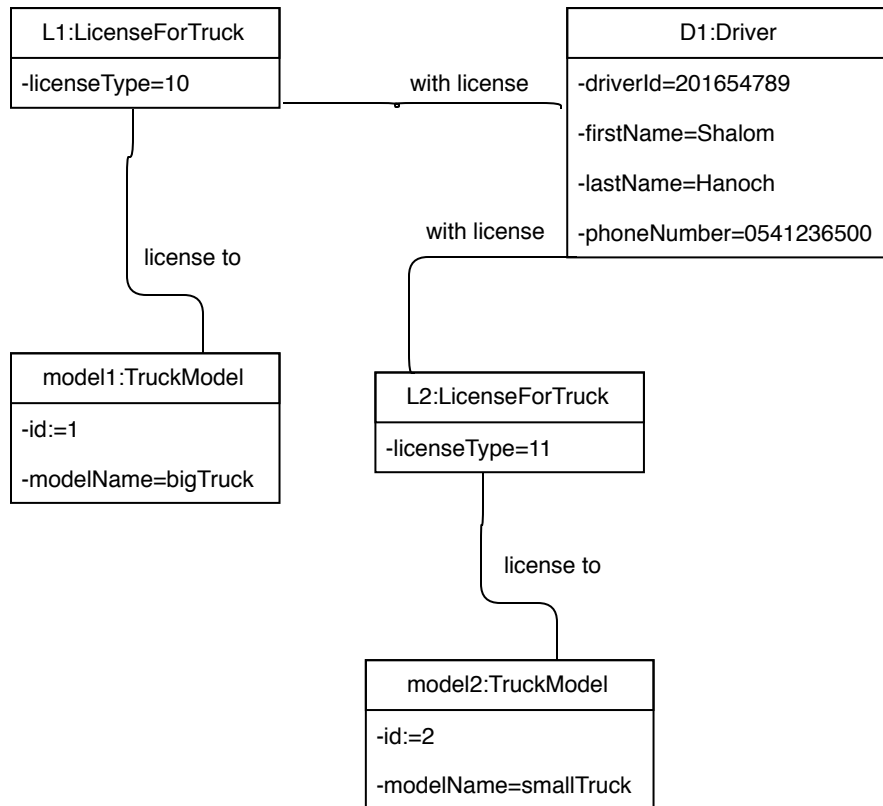 L1:LicenseForTruck
-licenseType=10
with license
D1:Driver
-driverId=201654789
-firstName=Shalom
-lastName=Hanoch
-phoneNumber=0541236500
with license
license to
model1:TruckModel
-id:=1
-modelName=bigTruck
L2:LicenseForTruck
-licenseType=11
license to
model2:TruckModel
-id:=2
-modelName=smallTruck